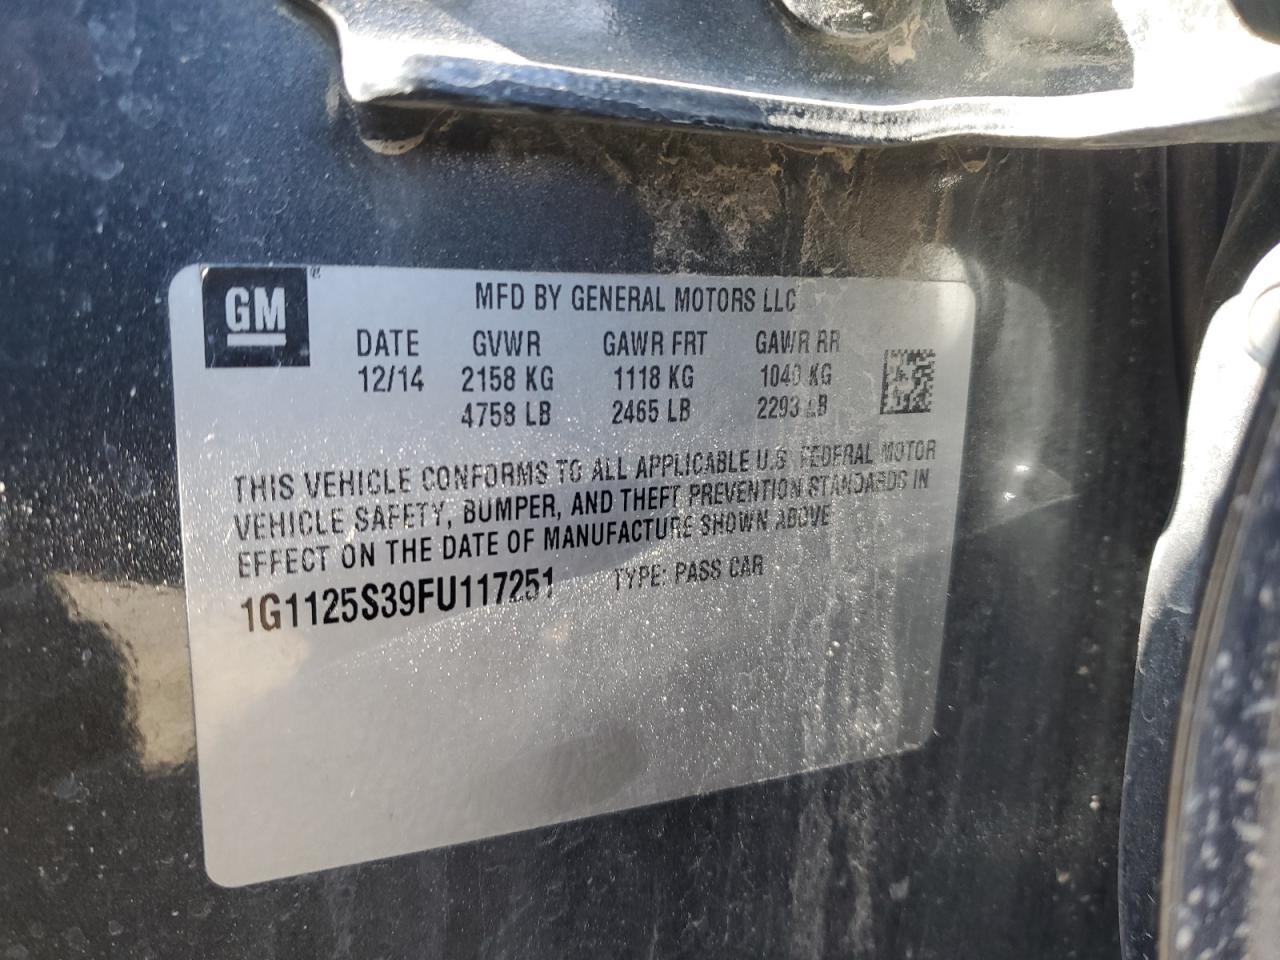 GM ®
MFD BY GENERAL MOTORS LLC
DATE GVWR GAWR FRT GAWR RR
12/14 2158 KG 1118 KG 1040 KG
4758 LB 2465 LB 2293 LB
THIS VEHICLE CONFORMS TO ALL APPLICABLE U.S. FEDERAL MOTOR
VEHICLE SAFETY, BUMPER, AND THEFT PREVENTION STANDARDS IN
EFFECT ON THE DATE OF MANUFACTURE SHOWN ABOVE
1G1125S39FU117251 TYPE: PASS CAR